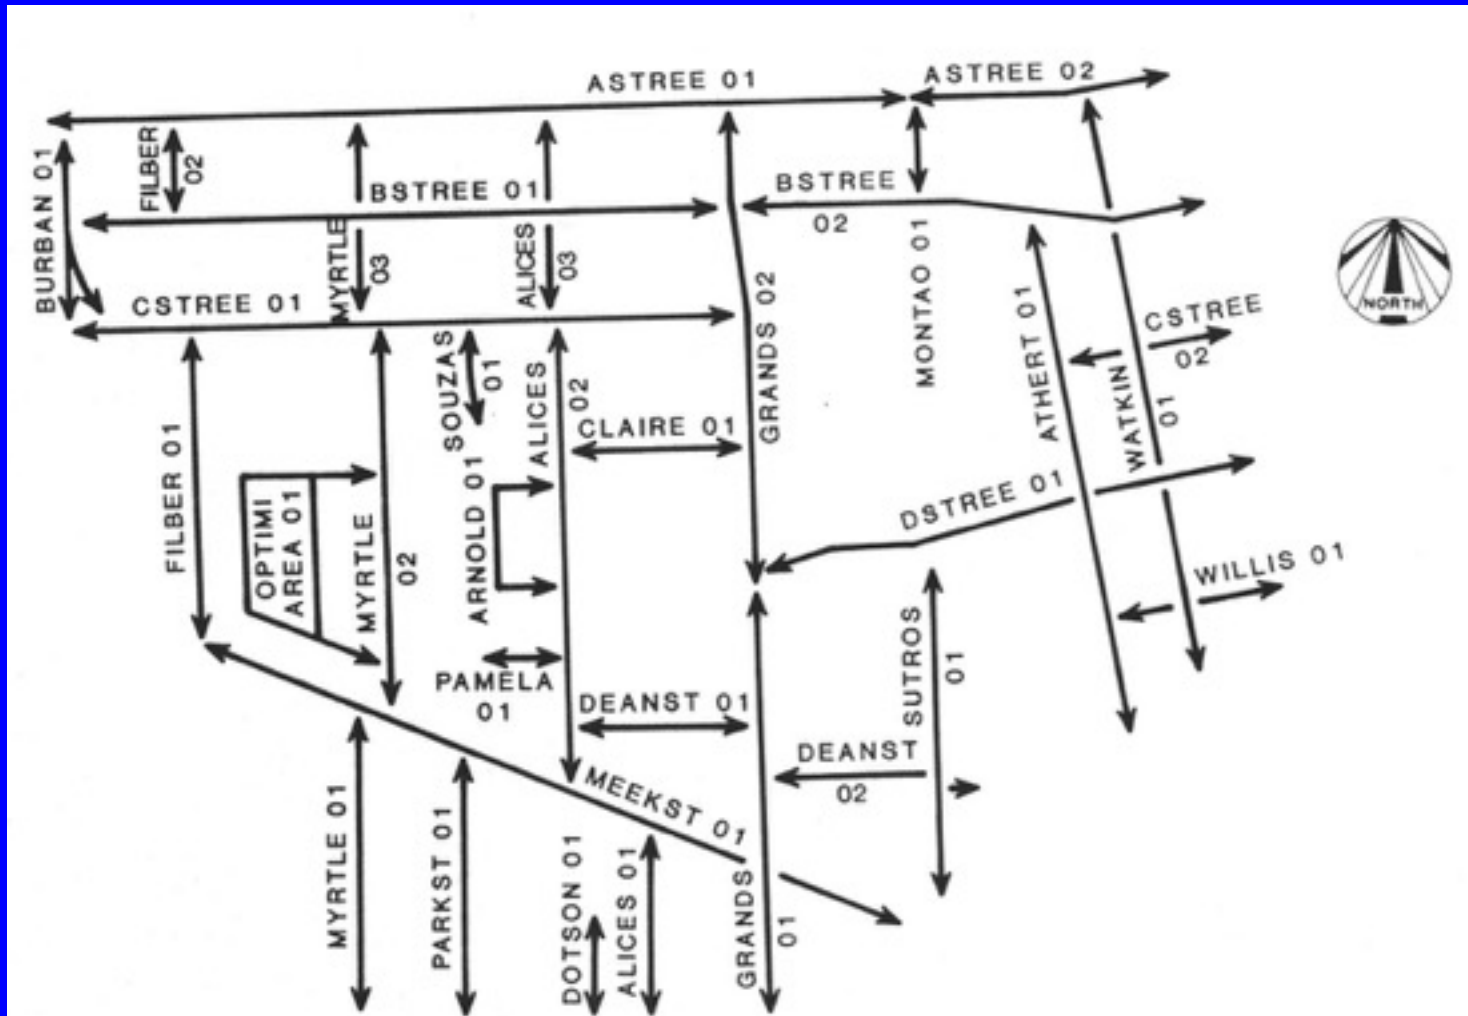 ASTREE 01
ASTREE 02
BURBAN 01
FILBER
02
BSTREE 01
BSTREE
02
MYRTLE
03
ALICES
03
CSTREE 01
GRANDS 02
MONTAO 01
ATHERT 01
CSTREE
02
WATKIN
01
NORTH
SOUZAS
01
ALICES
02
CLAIRE 01
FILBER 01
OPTIMI
AREA 01
MYRTLE
02
ARNOLD 01
DSTREE 01
WILLIS 01
PAMELA
01
DEANST 01
SUTROS
01
DEANST
02
MEEKST 01
MYRTLE 01
PARKST 01
DOTSON 01
ALICES 01
GRANDS
01